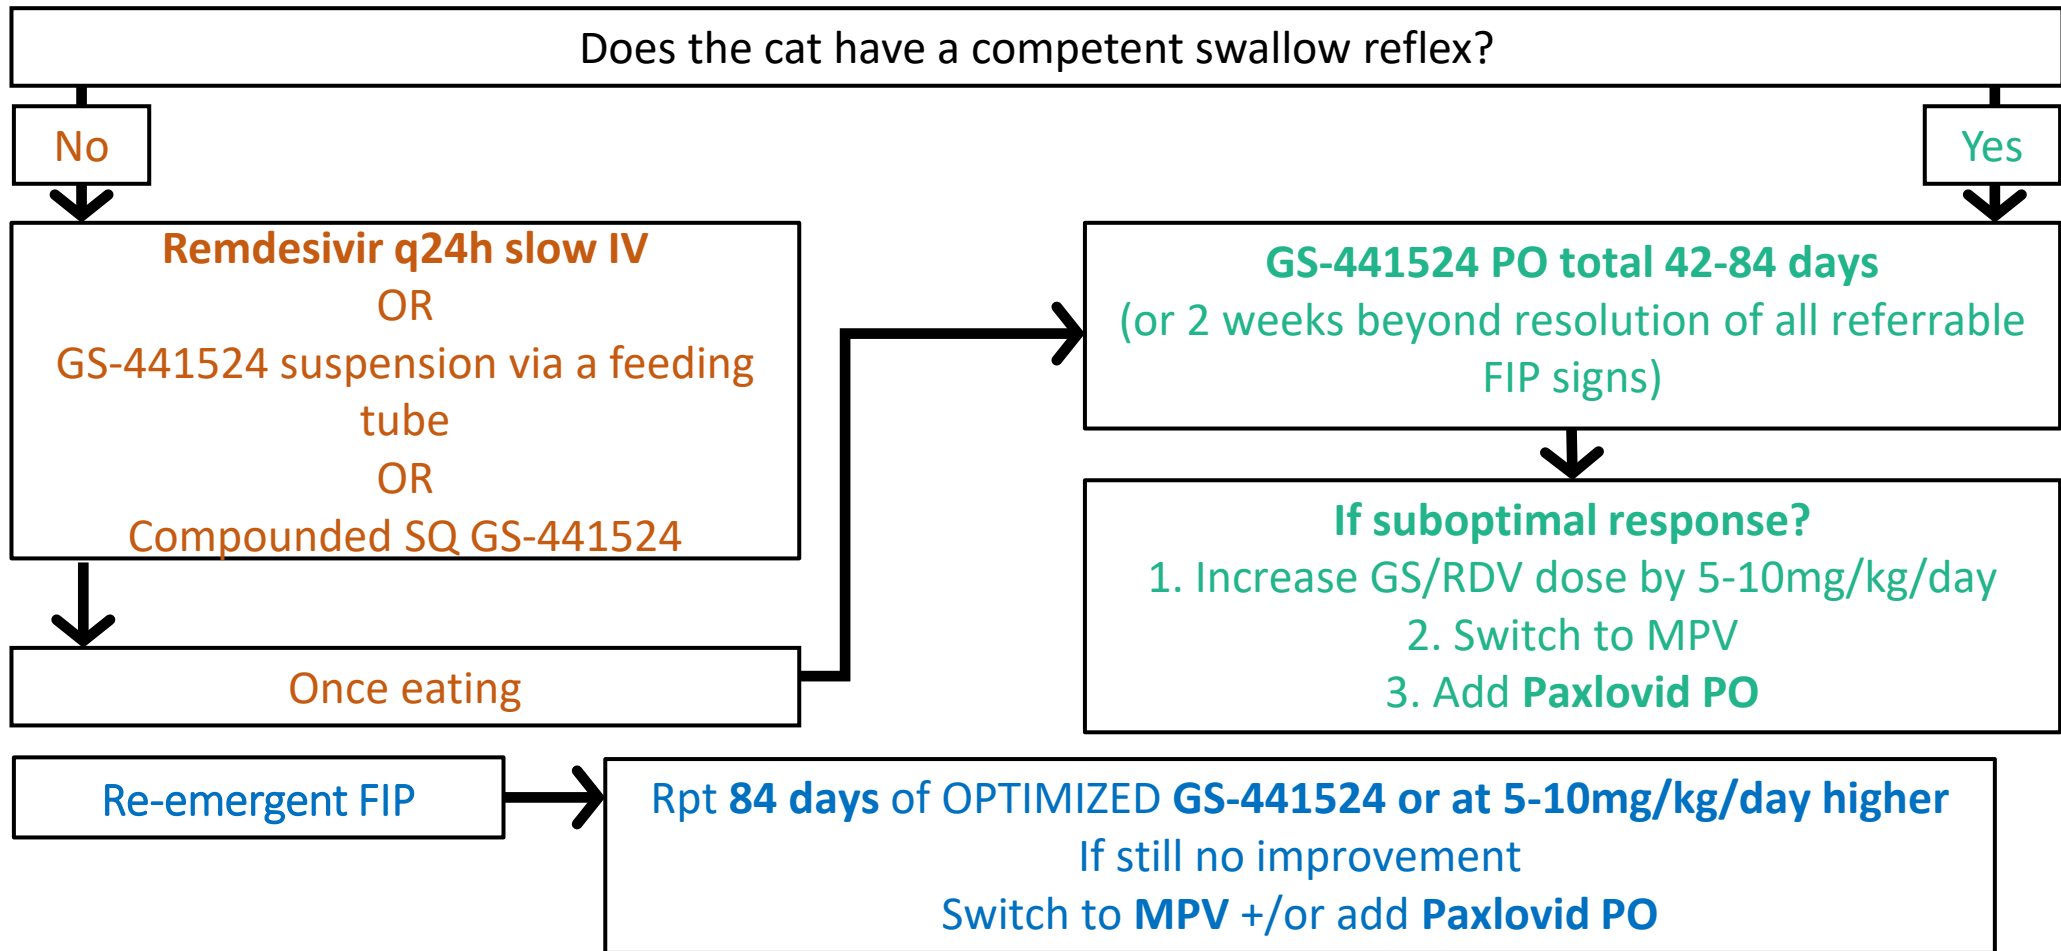 Does the cat have a competent swallow reflex?
No
Yes
Remdesivir q24h slow IV
OR
GS-441524 suspension via a feeding
tube
OR
Compounded SQ GS-441524
Once eating
GS-441524 PO total 42-84 days
(or 2 weeks beyond resolution of all referrable
FIP signs)
If suboptimal response?
1. Increase GS/RDV dose by 5-10mg/kg/day
2. Switch to MPV
3. Add Paxlovid PO
Re-emergent FIP
Rpt 84 days of OPTIMIZED GS-441524 or at 5-10mg/kg/day higher
If still no improvement
Switch to MPV +/or add Paxlovid PO